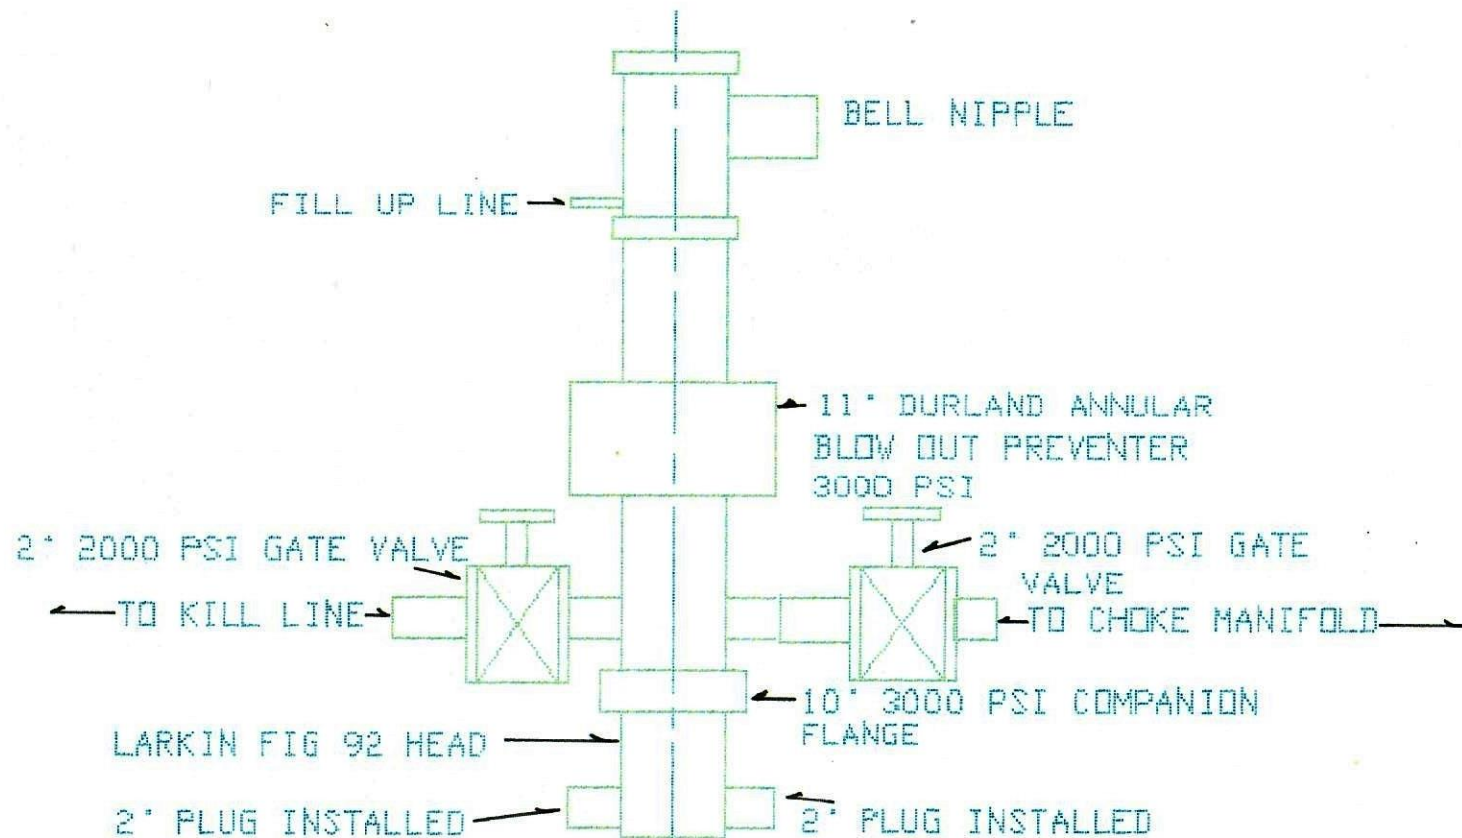 BELL NIPPLE
FILL UP LINE
11" DURLAND ANNULAR
BLOW OUT PREVENTER
3000 PSI
2" 2000 PSI GATE VALVE
2" 2000 PSI GATE
VALVE
TO KILL LINE
TO CHOKE MANIFOLD
10" 3000 PSI COMPANION
FLANGE
LARKIN FIG 92 HEAD
2" PLUG INSTALLED
2" PLUG INSTALLED